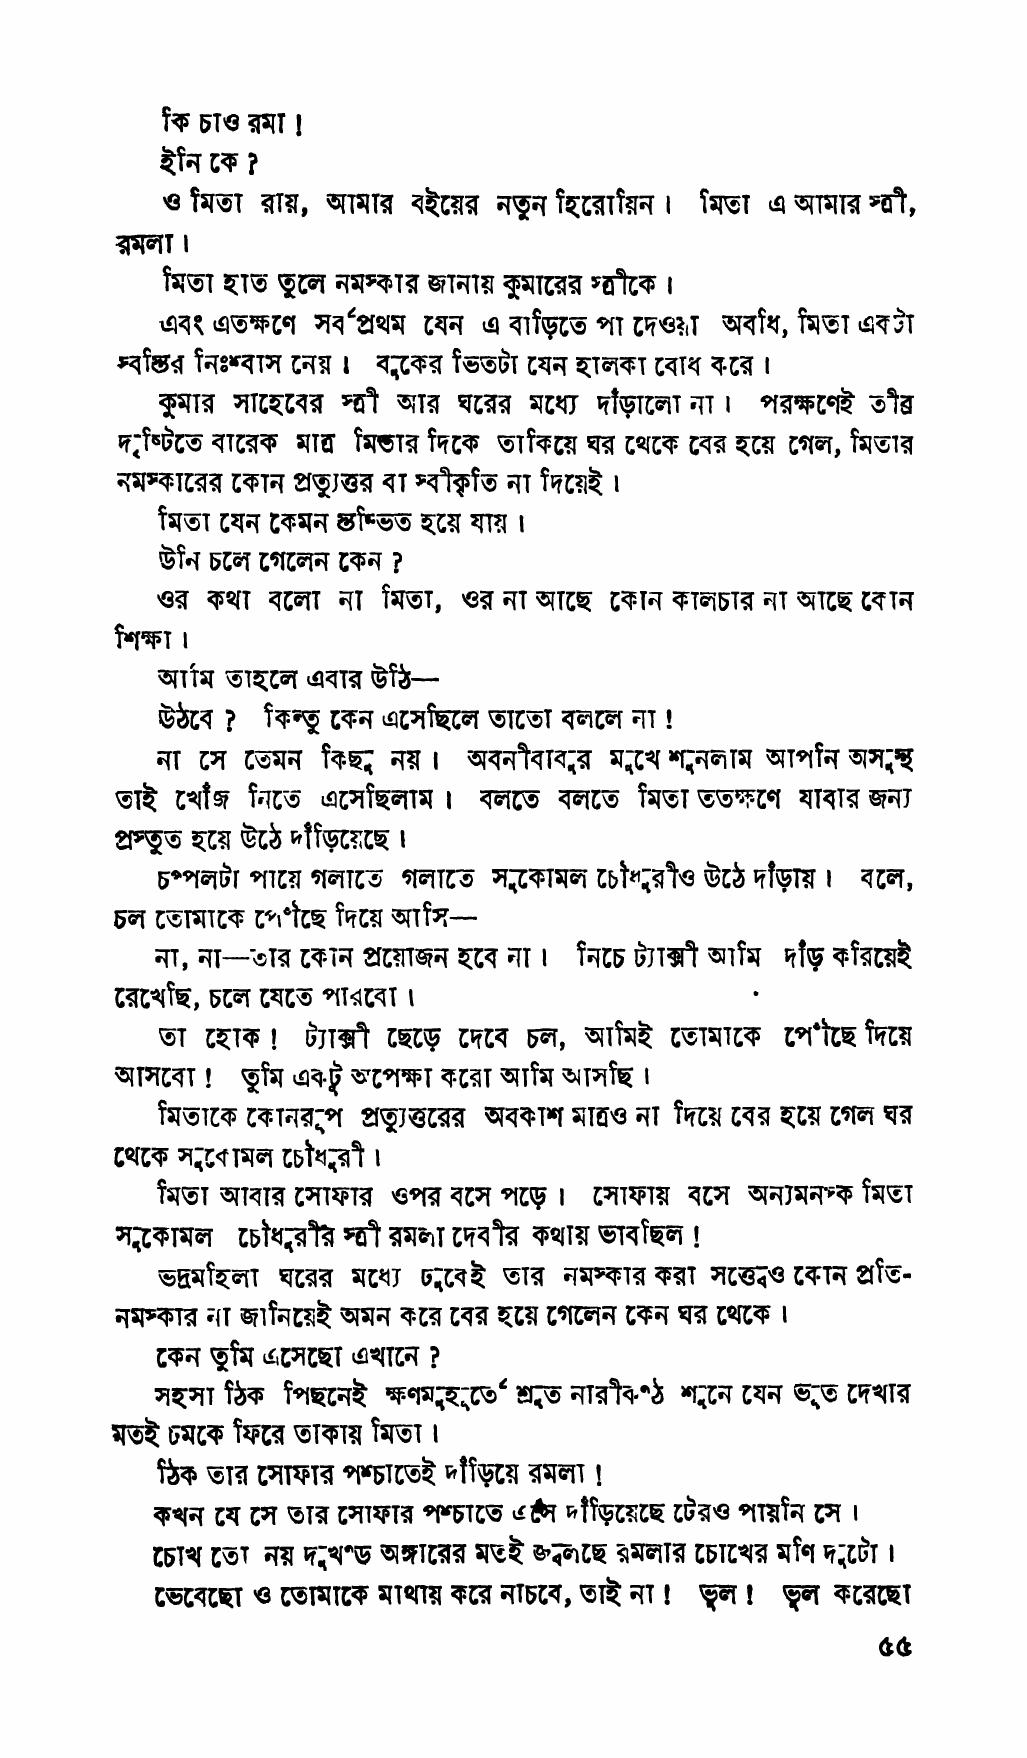 কি চাও রমা !
ইনি কে ?
ও মিতা রায়, আমার বইয়ের নতুন হিরোয়িন । মিতা এ আমার স্ত্রী,
রমলা ।
মিতা হাত তুলে নমস্কার জানায় কুমারের স্ত্রীকে ।
এবং এতক্ষণে সর্বপ্রথম যেন এ বাড়িতে পা দেওয়া অবধি, মিতা একটা
স্বস্তির নিঃশ্বাস নেয় । বুকের ভিতটা যেন হালকা বোধ করে ।
কুমার সাহেবের স্ত্রী আর ঘরের মধ্যে দাঁড়ালো না । পরক্ষণেই তীব্র
দৃষ্টিতে বারেক মাত্র মিতার দিকে তাকিয়ে ঘর থেকে বের হয়ে গেল, মিতার
নমস্কারের কোন প্রত্যুত্তর বা স্বীকৃতি না দিয়েই ।
মিতা যেন কেমন স্তম্ভিত হয়ে যায় ।
উনি চলে গেলেন কেন ?
ওর কথা বলো না মিতা, ওর না আছে কোন কালচার না আছে কোন
শিক্ষা ।
আমি তাহলে এবার উঠি—
উঠবে ? কিন্তু কেন এসেছিলে তাতো বললে না !
না সে তেমন কিছু নয় । অবনীবাবুর মুখে শুনলাম আপনি অসুস্থ
তাই খোঁজ নিতে এসেছিলাম । বলতে বলতে মিতা ততক্ষণে যাবার জন্য
প্রস্তুত হয়ে উঠে দাঁড়িয়েছে ।
চপ্পলটা পায়ে গলাতে গলাতে সুকোমল চৌধুরীও উঠে দাঁড়ায় । বলে,
চল তোমাকে পৌঁছে দিয়ে আসি—
না, না—তার কোন প্রয়োজন হবে না । নিচে ট্যাক্সী আমি দাঁড় করিয়েই
রেখেছি, চলে যেতে পারবো ।
তা হোক ! ট্যাক্সী ছেড়ে দেবে চল, আমিই তোমাকে পৌঁছে দিয়ে
আসবো ! তুমি একটু অপেক্ষা করো আমি আসছি ।
মিতাকে কোনরূপ প্রত্যুত্তরের অবকাশ মাত্রও না দিয়ে বের হয়ে গেল ঘর
থেকে সুকোমল চৌধুরী ।
মিতা আবার সোফার ওপর বসে পড়ে । সোফায় বসে অন্যমনস্ক মিতা
সুকোমল চৌধুরীর স্ত্রী রমলা দেবীর কথায় ভাবছিল !
ভদ্রমহিলা ঘরের মধ্যে ঢুবেই তার নমস্কার করা সত্ত্বেও কোন প্রতি-
নমস্কার না জানিয়েই অমন করে বের হয়ে গেলেন কেন ঘর থেকে ।
কেন তুমি এসেছো এখানে ?
সহসা ঠিক পিছনেই ক্ষণমুহূর্তে শ্রুত নারীকণ্ঠ শুনে যেন ভূত দেখার
মতই চমকে ফিরে তাকায় মিতা ।
ঠিক তার সোফার পশ্চাতেই দাঁড়িয়ে রমলা !
কখন যে সে তার সোফার পশ্চাতে এসে দাঁড়িয়েছে টেরও পায়নি সে ।
চোখ তো নয় দুখণ্ড অঙ্গারের মতই জ্বলছে রমলার চোখের মণি দুটো ।
ভেবেছো ও তোমাকে মাথায় করে নাচবে, তাই না ! ভুল ! ভুল করেছো
৫৫